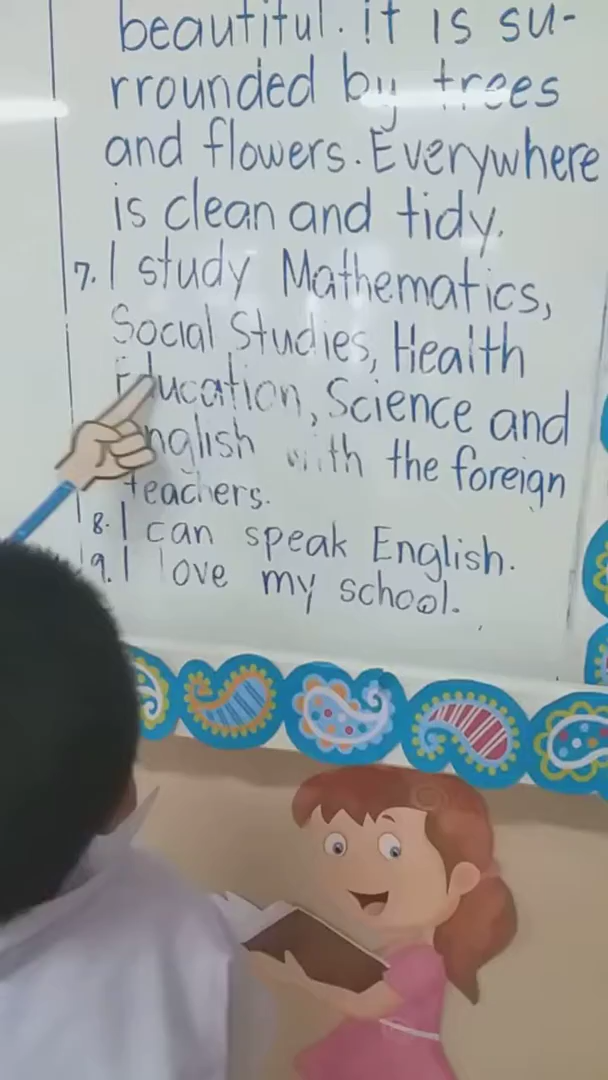 beautiful. it is su-
rrounded by trees
and flowers. Everywhere
is clean and tidy.
7. I study Mathematics,
Social Studies, Health
Education, Science and
English with the foreign
teachers.
8. I can speak English.
9. I love my school.